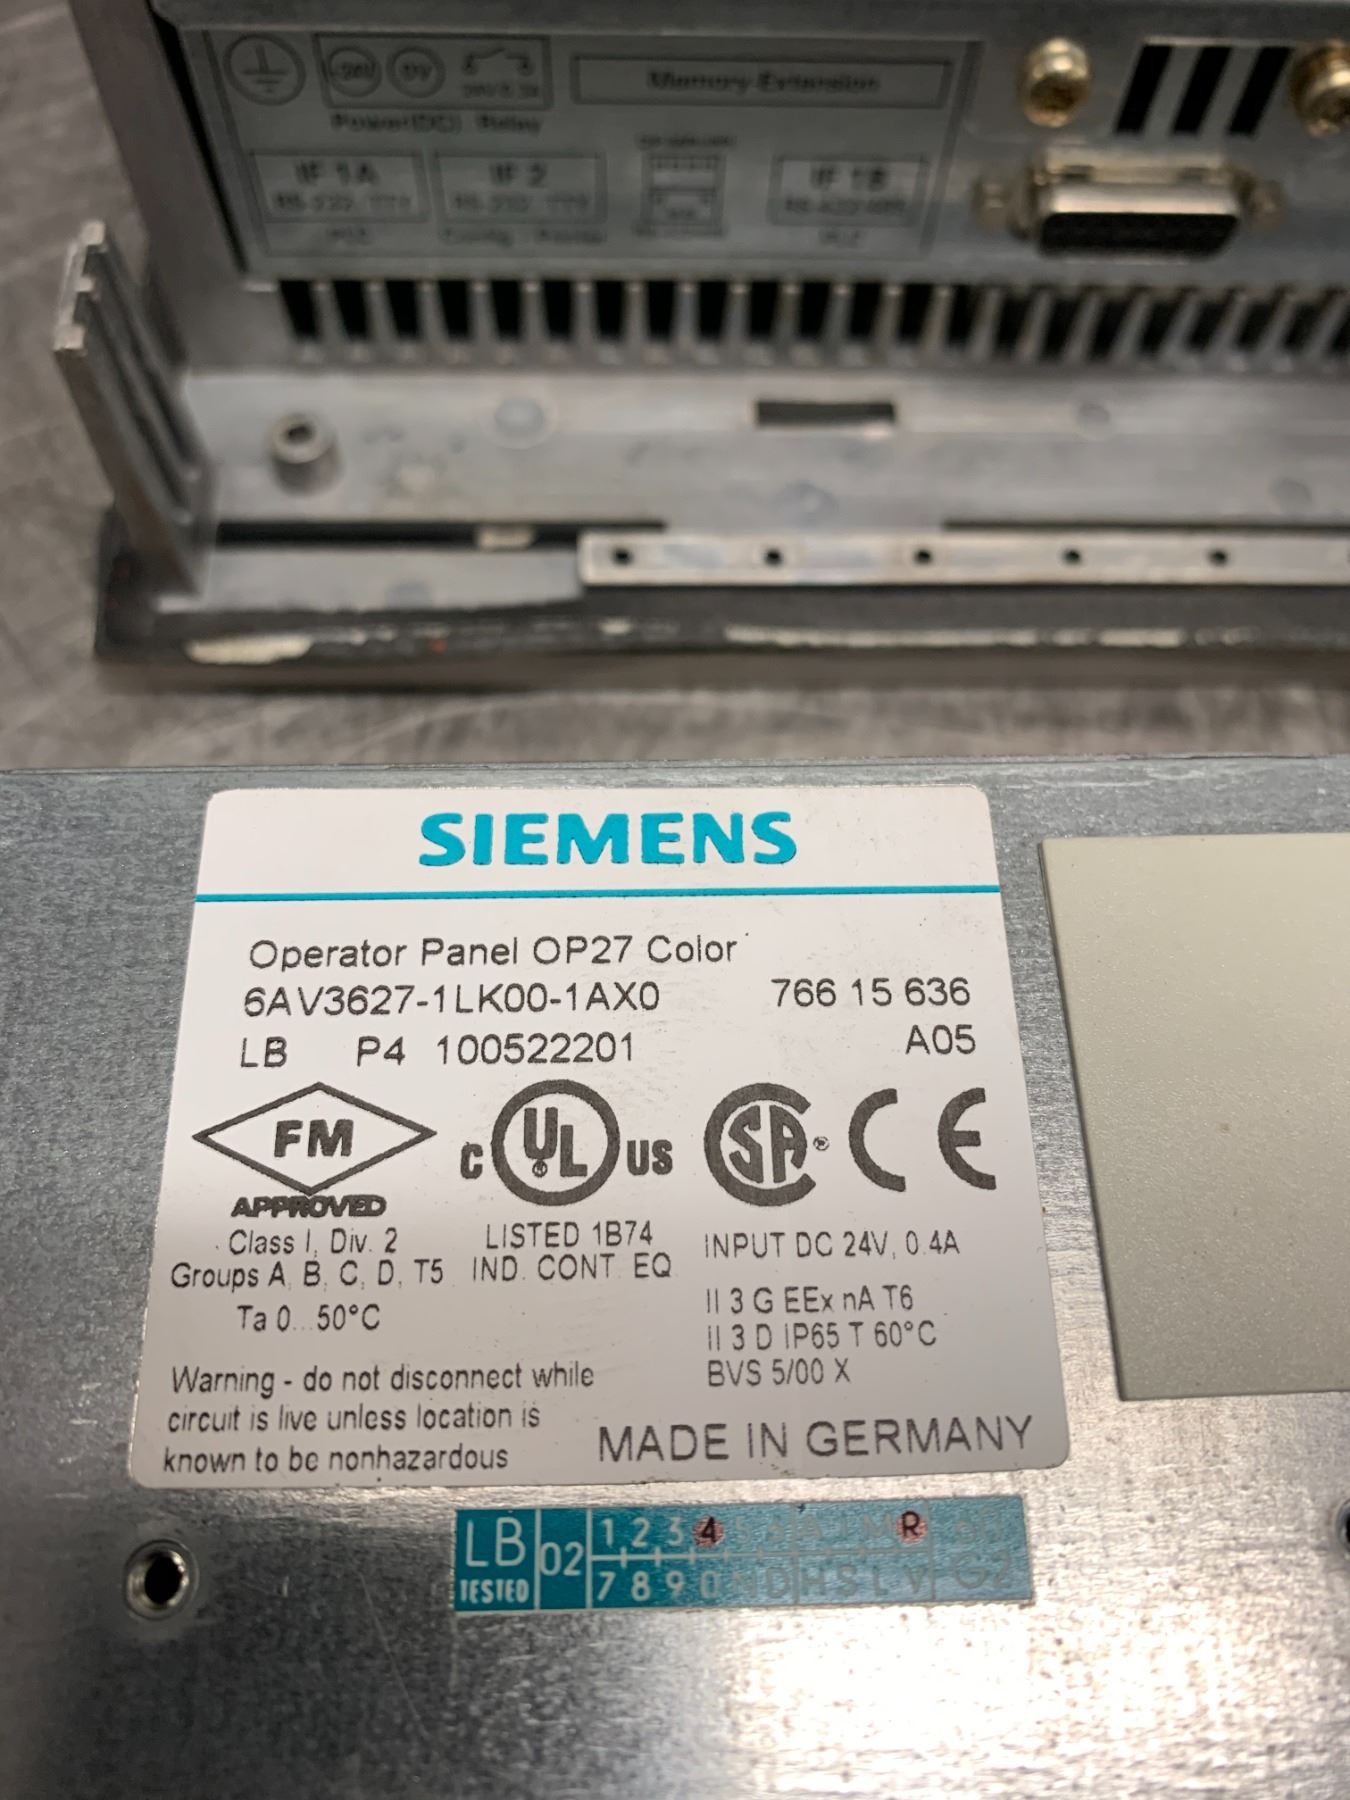 Memory Extension
Power(DC) Relay
IF 1A
IF 2
IF 1B
SIEMENS
Operator Panel OP27 Color
6AV3627-1LK00-1AX0 766 15 636
LB P4 100522201 A05
FM
APPROVED
C UL US
SA
CE
Class I, Div. 2
Groups A, B, C, D, T5
Ta 0...50°C
LISTED 1B74
IND. CONT. EQ
INPUT DC 24V, 0.4A
II 3 G EEx nA T6
II 3 D IP65 T 60°C
BVS 5/00 X
Warning - do not disconnect while
circuit is live unless location is
known to be nonhazardous
MADE IN GERMANY
LB
TESTED
02
1 2 3 4 5 6 A J M R
7 8 9 0 N D H S L V G2